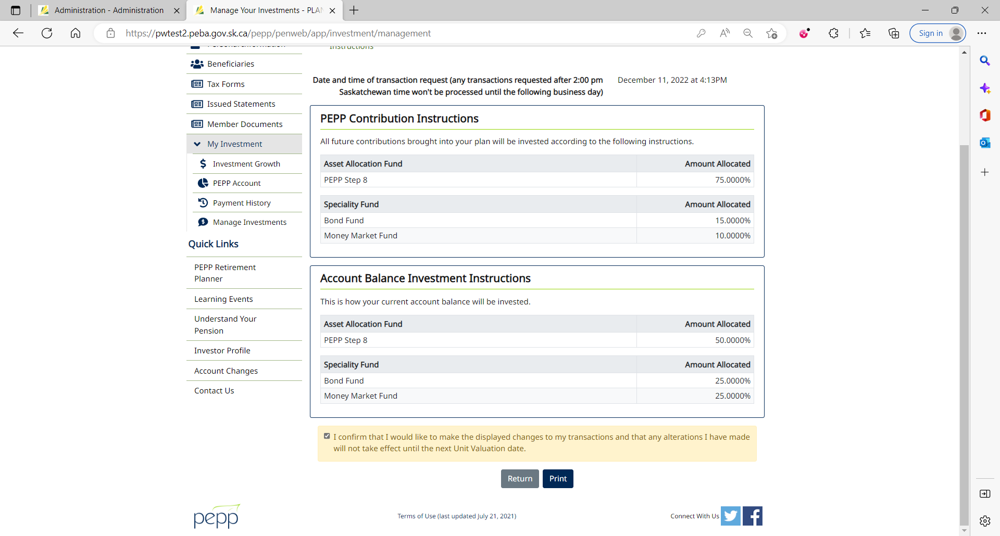 Administration - Administration
Manage Your Investments - PLAN
https://pwtest2.peba.gov.sk.ca/pepp/penweb/app/investment/management
Sign in
Personal Information
Beneficiaries
Tax Forms
Issued Statements
Member Documents
My Investment
Investment Growth
PEPP Account
Payment History
Manage Investments
Quick Links
PEPP Retirement
Planner
Learning Events
Understand Your
Pension
Investor Profile
Account Changes
Contact Us
Instructions
Date and time of transaction request (any transactions requested after 2:00 pm
Saskatchewan time won't be processed until the following business day)
December 11, 2022 at 4:13PM
PEPP Contribution Instructions
All future contributions brought into your plan will be invested according to the following instructions.
Asset Allocation Fund Amount Allocated
PEPP Step 8 75.0000%
Speciality Fund Amount Allocated
Bond Fund 15.0000%
Money Market Fund 10.0000%
Account Balance Investment Instructions
This is how your current account balance will be invested.
Asset Allocation Fund Amount Allocated
PEPP Step 8 50.0000%
Speciality Fund Amount Allocated
Bond Fund 25.0000%
Money Market Fund 25.0000%
I confirm that I would like to make the displayed changes to my transactions and that any alterations I have made
will not take effect until the next Unit Valuation date.
Return Print
pepp
Terms of Use (last updated July 21, 2021)
Connect With Us